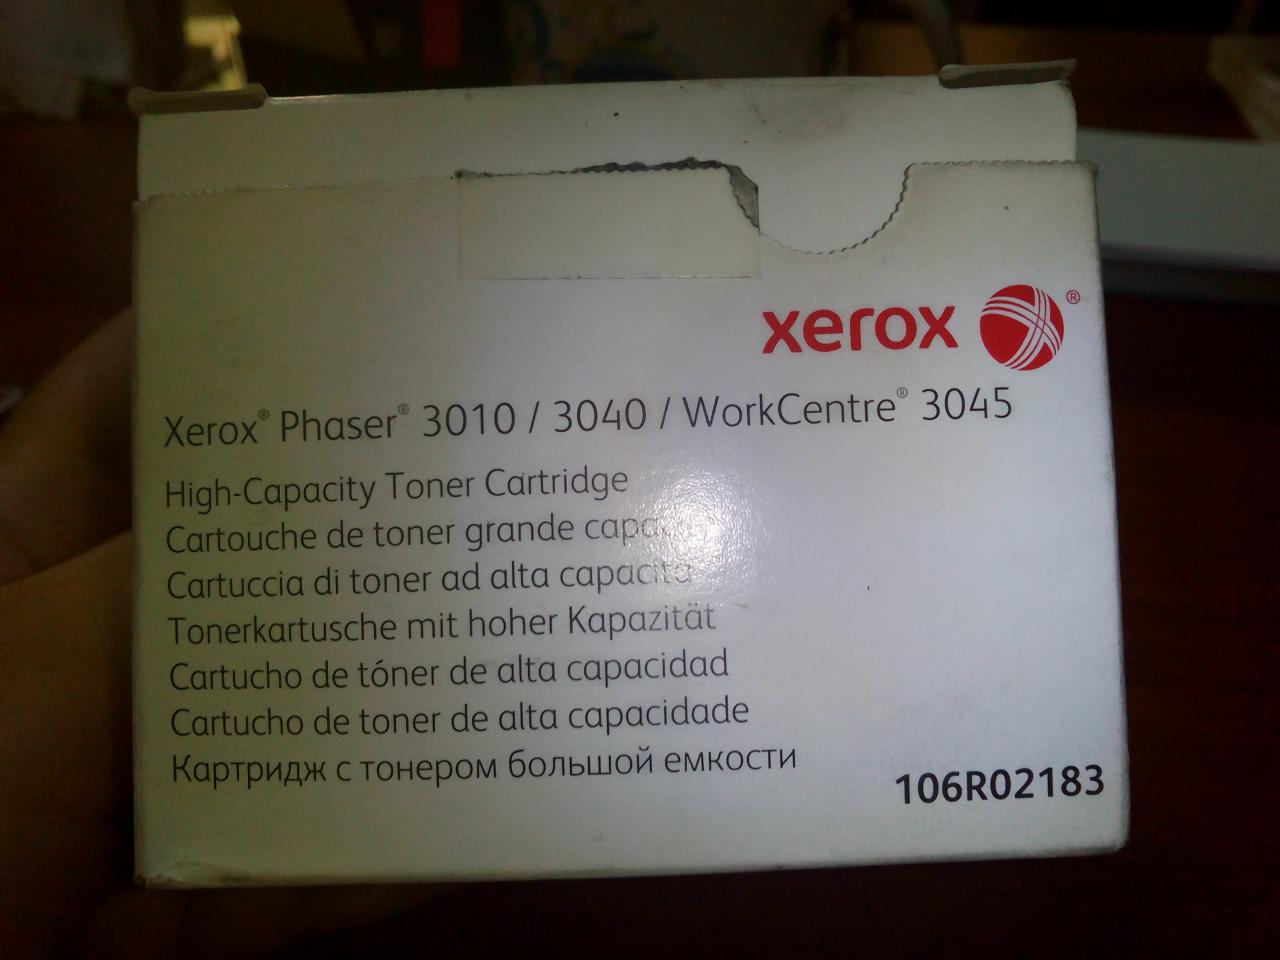 xerox ®
Xerox® Phaser® 3010 / 3040 / WorkCentre® 3045
High-Capacity Toner Cartridge
Cartouche de toner grande
Cartuccia di toner ad alta capacità
Tonerkartusche mit hoher Kapazität
Cartucho de tóner de alta capacidad
Cartucho de toner de alta capacidade
Картридж с тонером большой емкости
106R02183